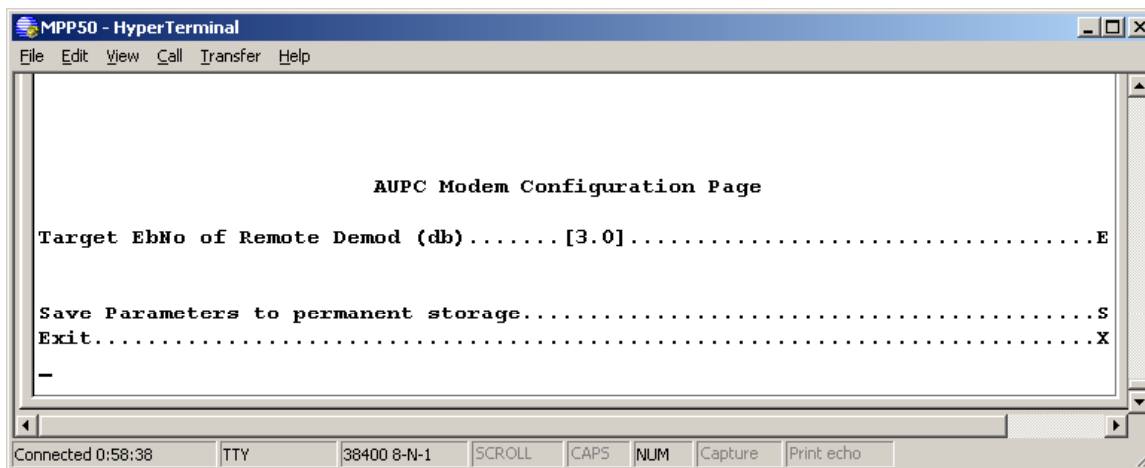 MPP50 - HyperTerminal
File Edit View Call Transfer Help
AUPC Modem Configuration Page
Target EbNo of Remote Demod (db).......[3.0]...................................E
Save Parameters to permanent storage...........................................S
Exit...........................................................................X
Connected 0:58:38 TTY 38400 8-N-1 SCROLL CAPS NUM Capture Print echo